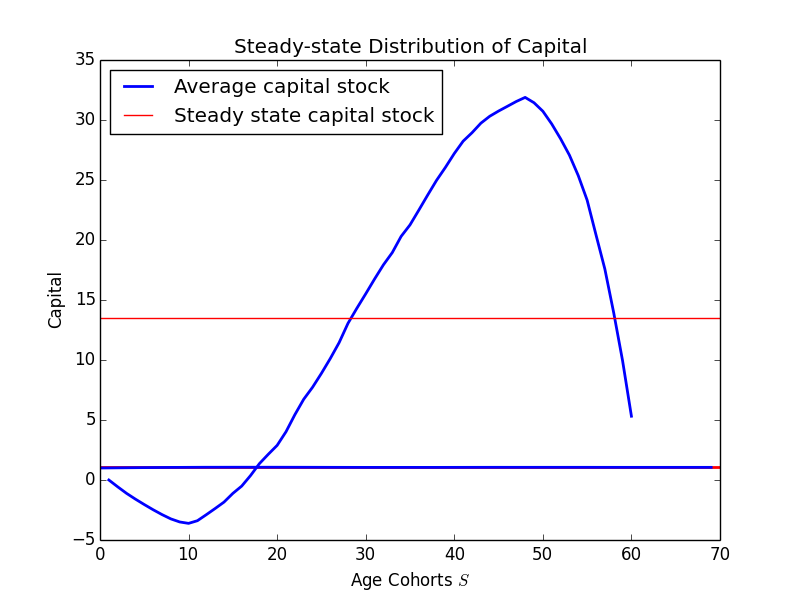 Steady-state Distribution of Capital
35
30
25
20
15
10
5
0
−5
Capital
Average capital stock
Steady state capital stock
0 10 20 30 40 50 60 70
Age Cohorts S